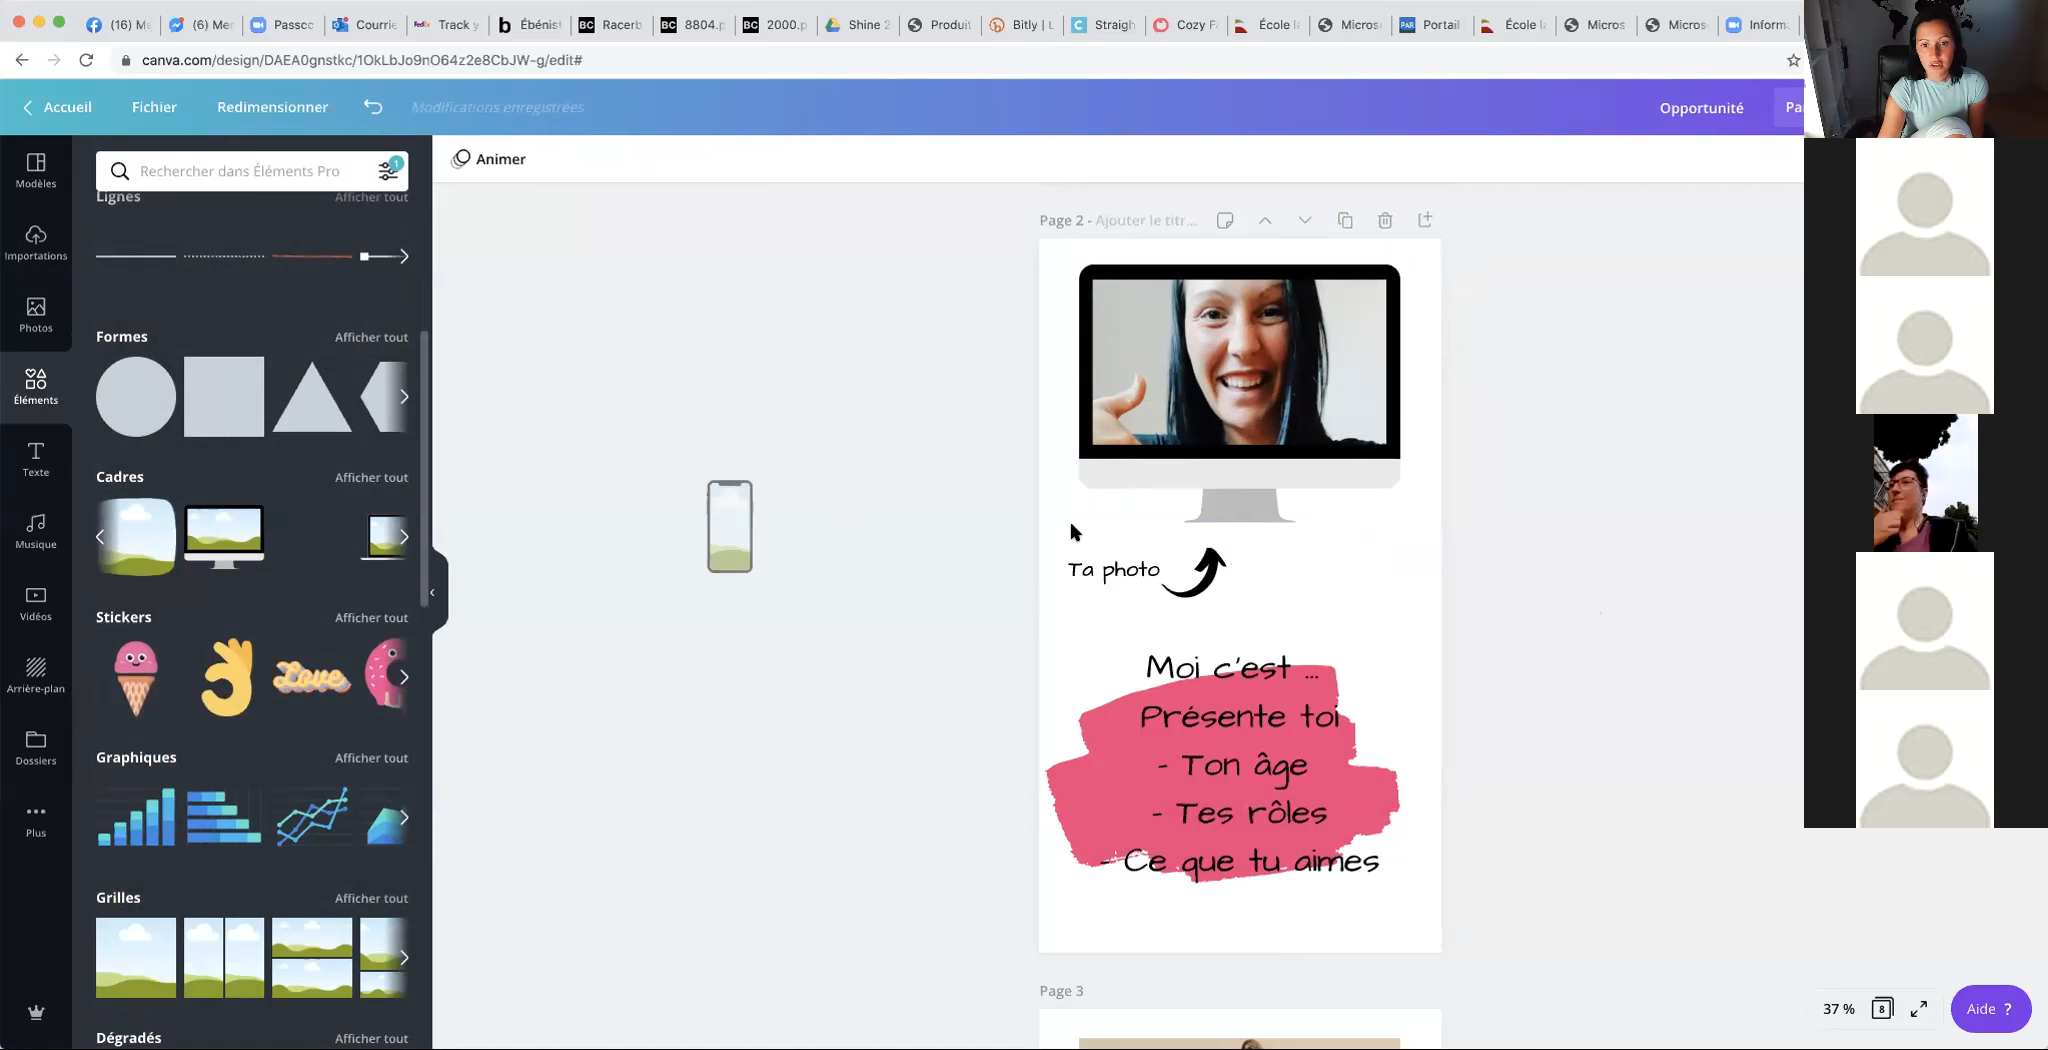 (16) Me
(6) Mer
Passcc
Courrie
Track y
Ébénist
Racerb
8804.p
2000.p
Shine 2
Produit
Bitly | L
Straigh
Cozy F
École la
Micros
Portail
École la
Micros
Micros
Inform
canva.com/design/DAEA0gnstkc/1OkLbJo9nO64z2e8CbJW-g/edit#
Accueil
Fichier
Redimensionner
Modifications enregistrées
Opportunité
Pa
Modèles
Importations
Photos
Éléments
Texte
Musique
Vidéos
Arrière-plan
Dossiers
Plus
Rechercher dans Éléments Pro
1
Lignes Afficher tout
Formes Afficher tout
Cadres Afficher tout
Stickers Afficher tout
Love
Graphiques Afficher tout
Grilles Afficher tout
Dégradés Afficher tout
Animer
Page 2 - Ajouter le titr...
Ta photo
Moi c'est ...
Présente toi
- Ton âge
- Tes rôles
- Ce que tu aimes
Page 3
37 %
8
Aide ?